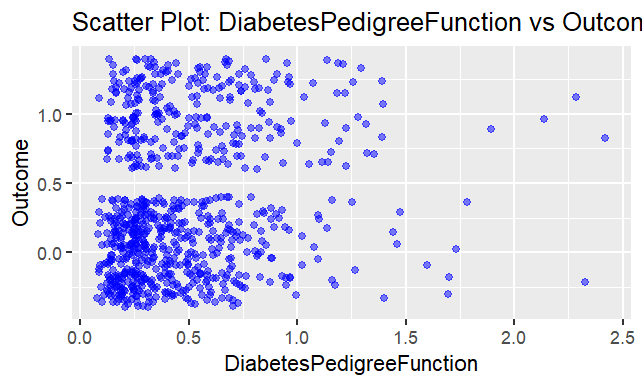 Scatter Plot: DiabetesPedigreeFunction vs Outcon
1.0
0.5
0.0
Outcome
0.0 0.5 1.0 1.5 2.0 2.5
DiabetesPedigreeFunction